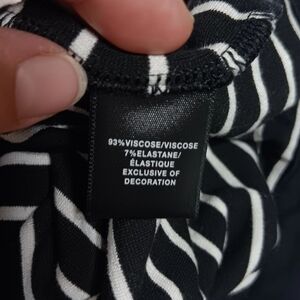 93%VISCOSE/VISCOSE
7%ELASTANE/
ÉLASTIQUE
EXCLUSIVE OF
DECORATION